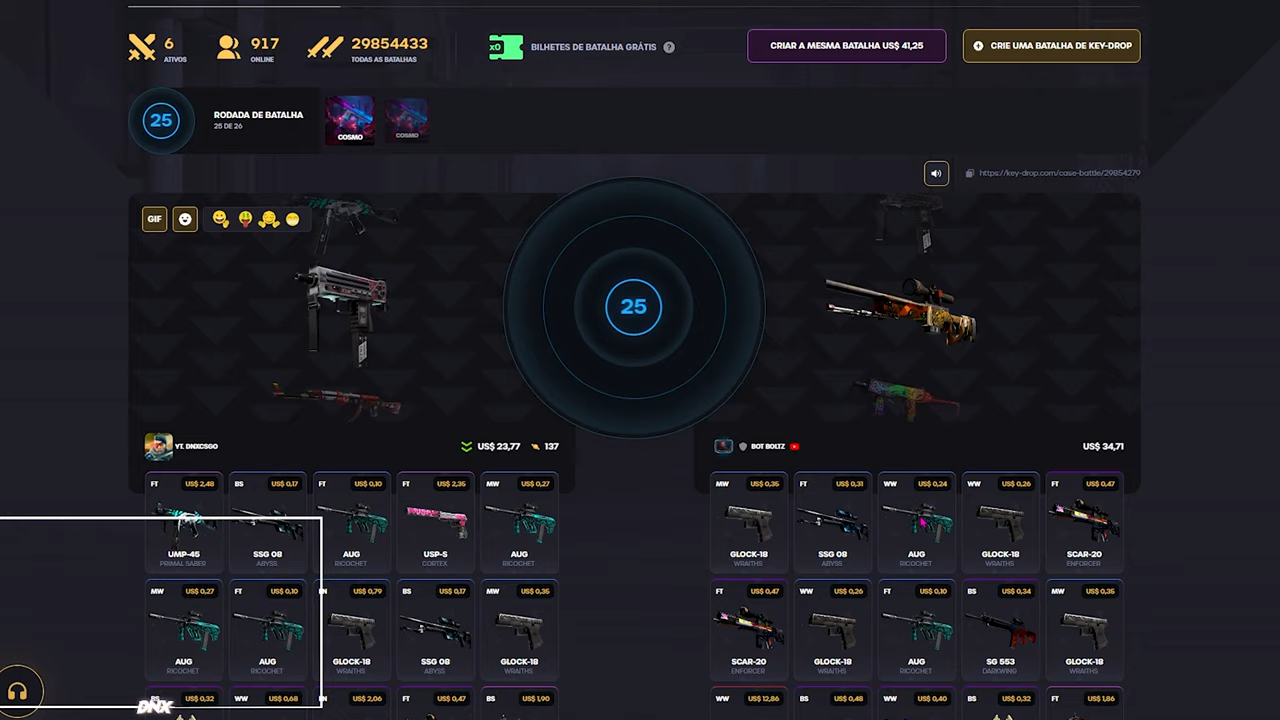 6 917 29854433
ATIVOS ONLINE TODAS AS BATALHAS
x0 BILHETES DE BATALHA GRÁTIS ?
CRIAR A MESMA BATALHA US$ 41,25
CRIE UMA BATALHA DE KEY-DROP
25
RODADA DE BATALHA
25 DE 26
COSMO COSMO
https://key-drop.com/case-battle/29854279
GIF
25
YT. DNXCSGO US$ 23,77 137
BOT BOLTZ US$ 34,71
FT US$ 2,48 BS US$ 0,17 FT US$ 0,10 FT US$ 2,35 MW US$ 0,27
UMP-45 SSG 08 AUG USP-S AUG
PRIMAL SABER ABYSS RICOCHET CORTEX RICOCHET
MW US$ 0,27 FT US$ 0,10 US$ 0,79 BS US$ 0,17 MW US$ 0,35
AUG AUG GLOCK-18 SSG 08 GLOCK-18
RICOCHET RICOCHET WRAITHS ABYSS WRAITHS
US$ 0,32 WW US$ 0,68 US$ 2,06 FT US$ 0,47 BS US$ 1,90
MW US$ 0,35 FT US$ 0,31 WW US$ 0,24 WW US$ 0,26 FT US$ 0,47
GLOCK-18 SSG 08 AUG GLOCK-18 SCAR-20
WRAITHS ABYSS RICOCHET WRAITHS ENFORCER
FT US$ 0,47 WW US$ 0,26 FT US$ 0,10 BS US$ 0,34 MW US$ 0,35
SCAR-20 GLOCK-18 AUG SG 553 GLOCK-18
ENFORCER WRAITHS RICOCHET DARKWING WRAITHS
WW US$ 12,86 BS US$ 0,48 WW US$ 0,40 BS US$ 0,32 FT US$ 1,86
DNX